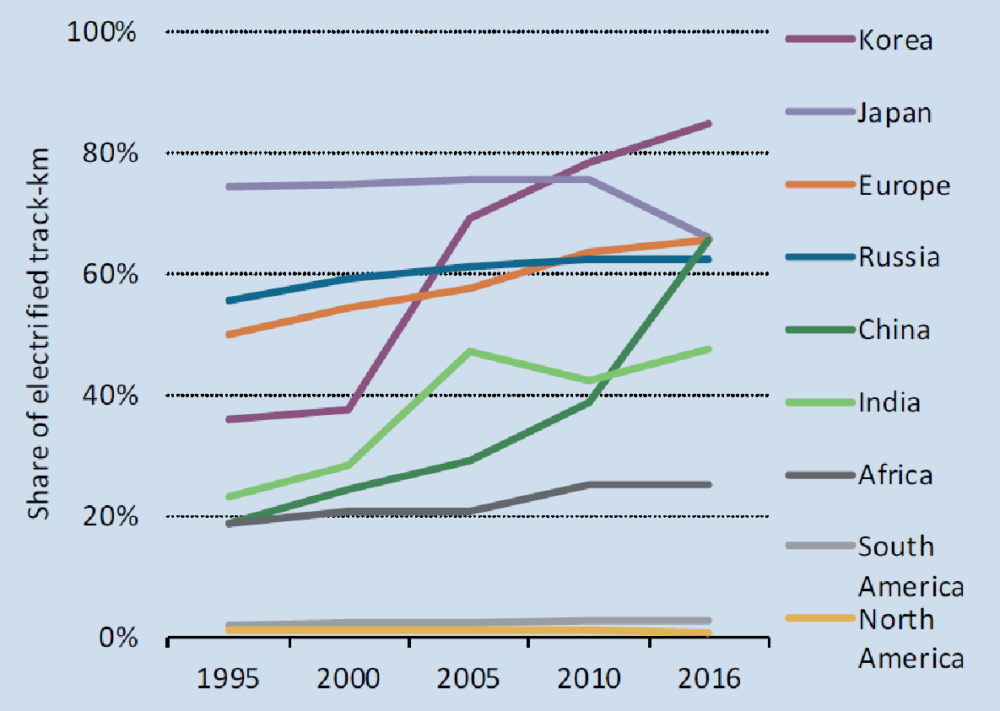 Share of electrified track-km
100%
80%
60%
40%
20%
0%
1995 2000 2005 2010 2016
Korea
Japan
Europe
Russia
China
India
Africa
South
America
North
America